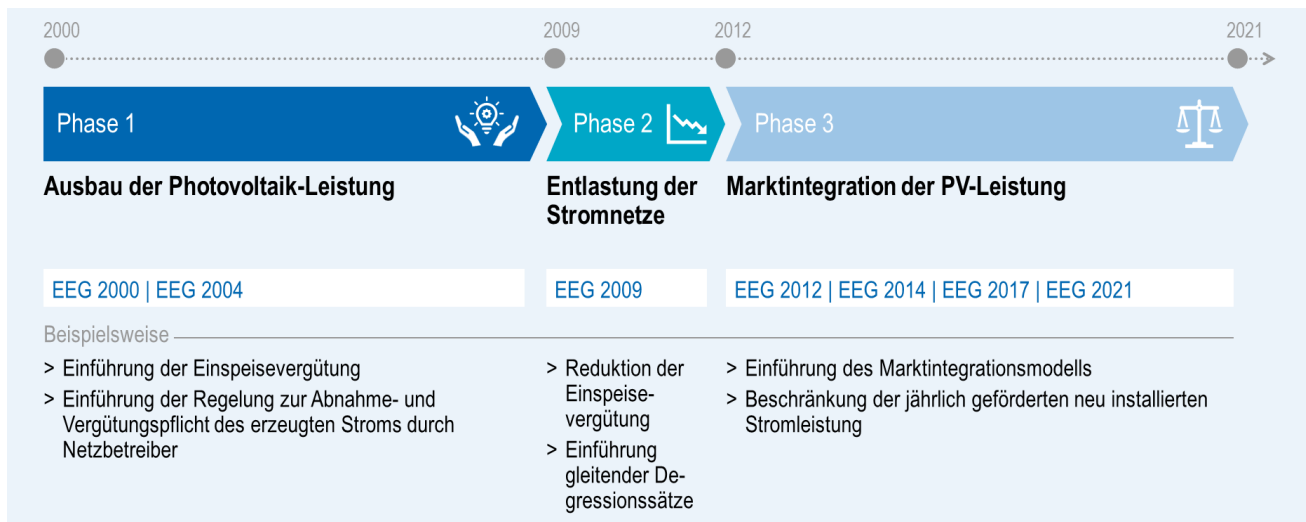 2000
2009
2012
2021
Phase 1
Phase 2
Phase 3
Ausbau der Photovoltaik-Leistung
Entlastung der
Stromnetze
Marktintegration der PV-Leistung
EEG 2000 | EEG 2004
EEG 2009
EEG 2012 | EEG 2014 | EEG 2017 | EEG 2021
Beispielsweise
> Einführung der Einspeisevergütung
> Einführung der Regelung zur Abnahme- und
Vergütungspflicht des erzeugten Stroms durch
Netzbetreiber
> Reduktion der
Einspeise-
vergütung
> Einführung
gleitender De-
gressionssätze
> Einführung des Marktintegrationsmodells
> Beschränkung der jährlich geförderten neu installierten
Stromleistung